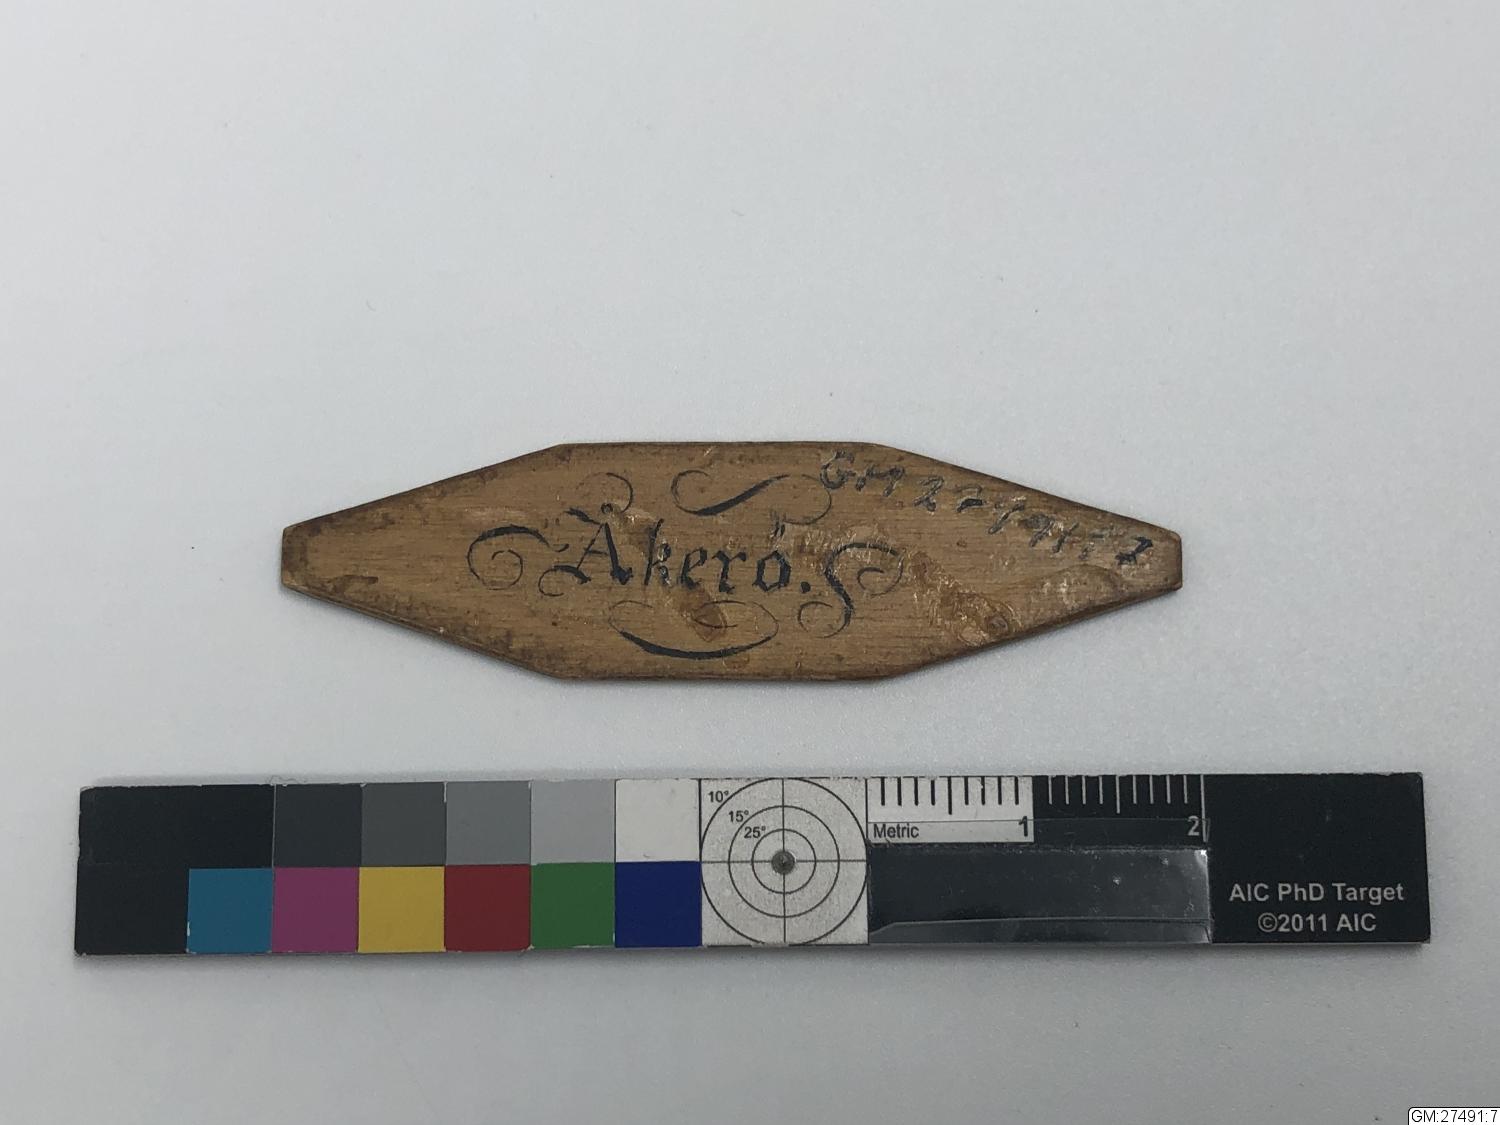 GM 27491:7
Åkerö.
10°
15°
25°
Metric
1
2
AIC PhD Target
©2011 AIC
GM:27491:7